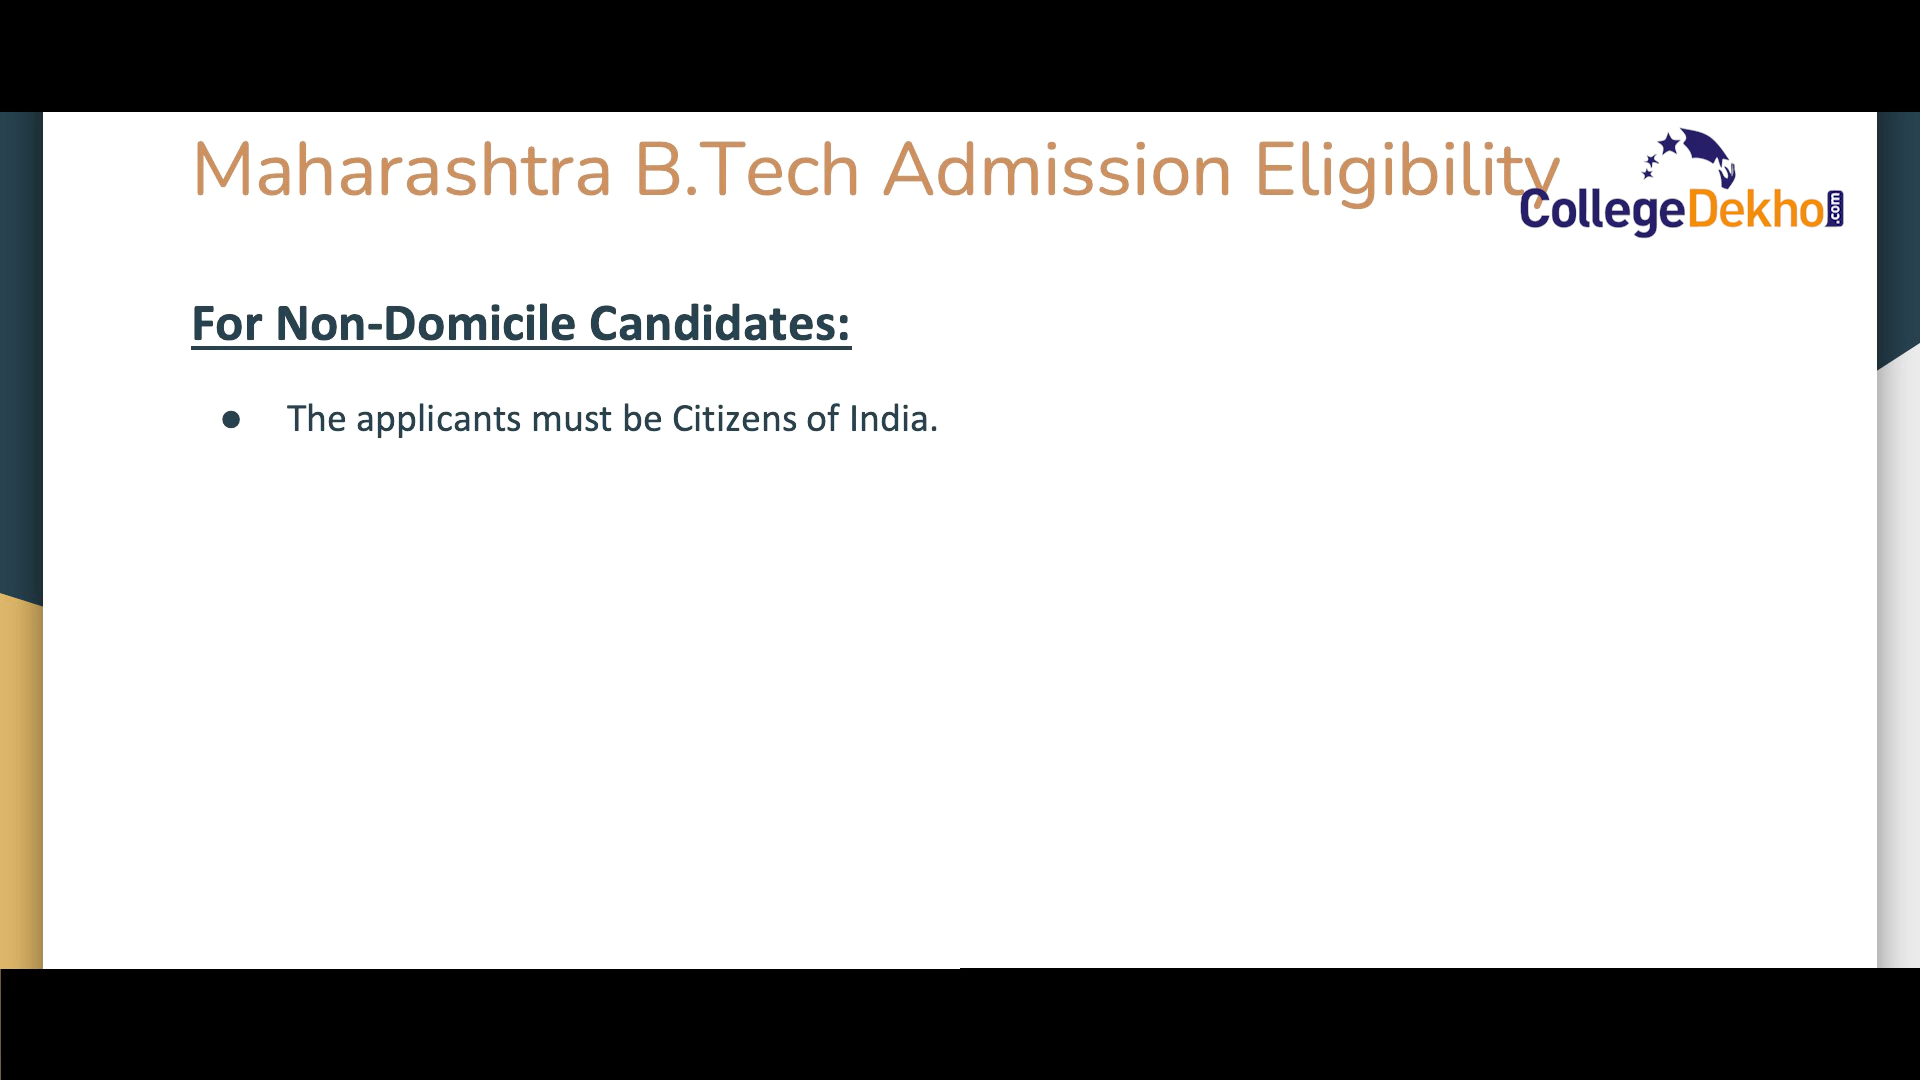 Maharashtra B.Tech Admission Eligibility
CollegeDekho.com
For Non-Domicile Candidates:
● The applicants must be Citizens of India.